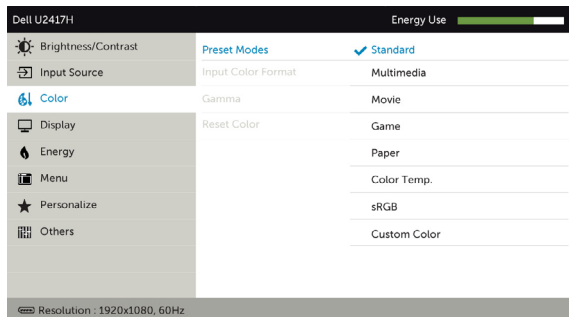 Dell U2417H
Energy Use
Brightness/Contrast
Input Source
Color
Display
Energy
Menu
Personalize
Others
Preset Modes
Input Color Format
Gamma
Reset Color
Standard
Multimedia
Movie
Game
Paper
Color Temp.
sRGB
Custom Color
Resolution : 1920x1080, 60Hz